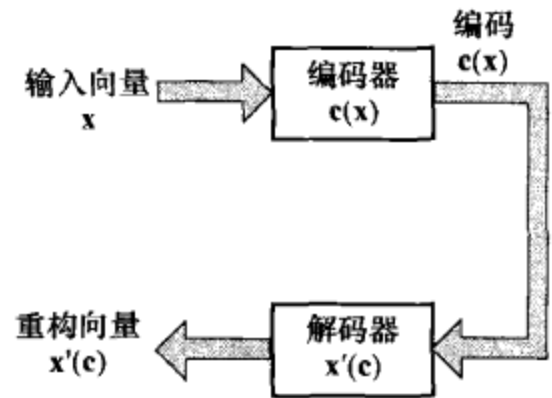 编码
c(x)
输入向量
x
编码器
c(x)
重构向量
x'(c)
解码器
x'(c)